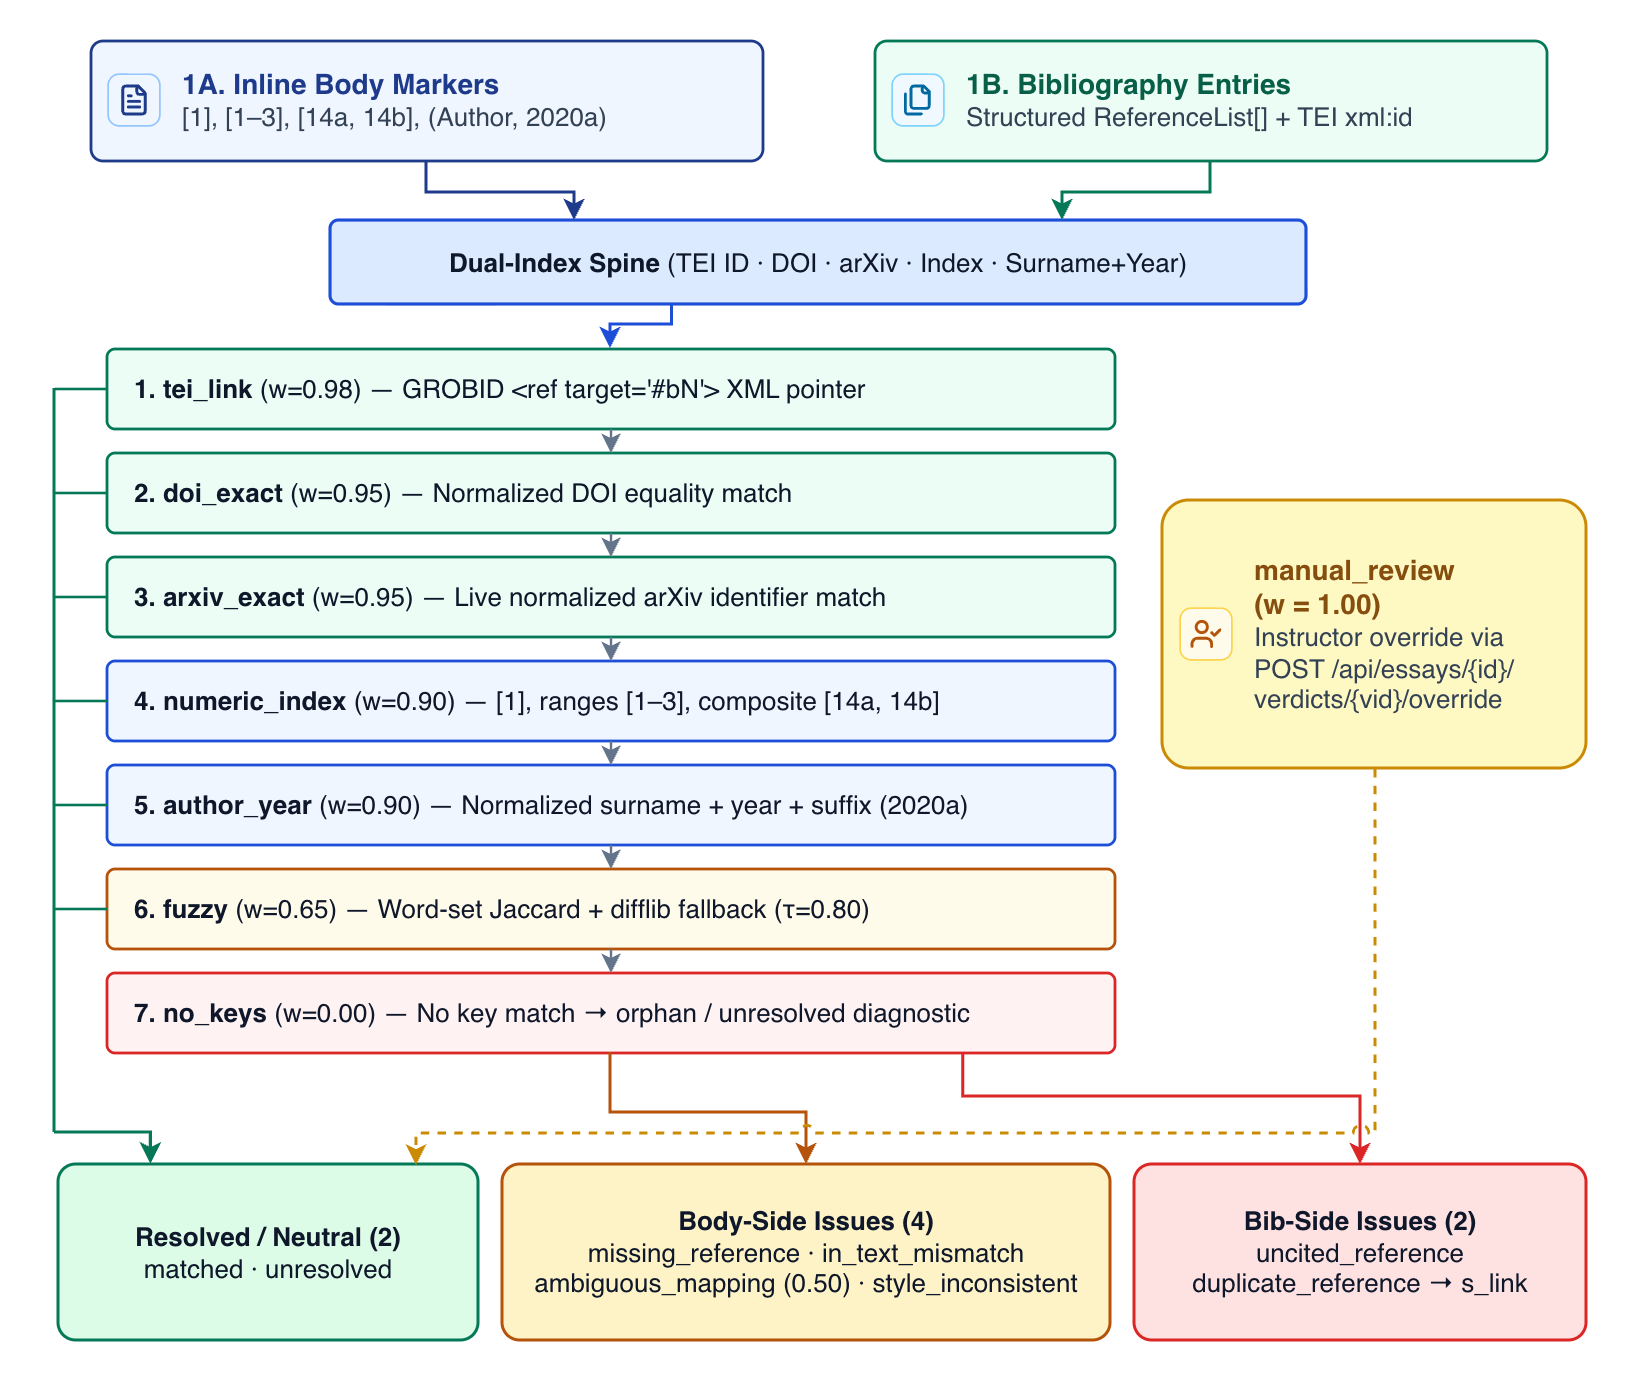 1A. Inline Body Markers
[1], [1–3], [14a, 14b], (Author, 2020a)
1B. Bibliography Entries
Structured ReferenceList[] + TEI xml:id
Dual-Index Spine (TEI ID · DOI · arXiv · Index · Surname+Year)
1. tei_link (w=0.98) — GROBID <ref target='#bN'> XML pointer
2. doi_exact (w=0.95) — Normalized DOI equality match
3. arxiv_exact (w=0.95) — Live normalized arXiv identifier match
4. numeric_index (w=0.90) — [1], ranges [1–3], composite [14a, 14b]
5. author_year (w=0.90) — Normalized surname + year + suffix (2020a)
6. fuzzy (w=0.65) — Word-set Jaccard + difflib fallback (τ=0.80)
7. no_keys (w=0.00) — No key match → orphan / unresolved diagnostic
manual_review
(w = 1.00)
Instructor override via
POST /api/essays/{id}/
verdicts/{vid}/override
Resolved / Neutral (2)
matched · unresolved
Body-Side Issues (4)
missing_reference · in_text_mismatch
ambiguous_mapping (0.50) · style_inconsistent
Bib-Side Issues (2)
uncited_reference
duplicate_reference → s_link